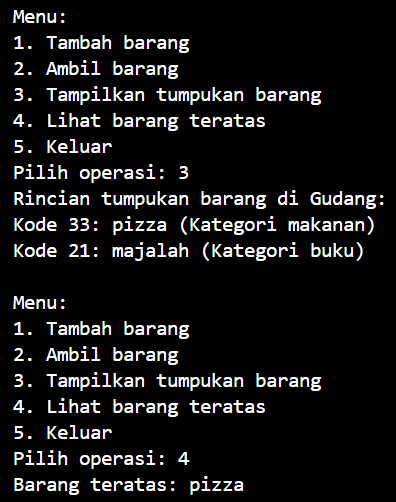 Menu:
1. Tambah barang
2. Ambil barang
3. Tampilkan tumpukan barang
4. Lihat barang teratas
5. Keluar
Pilih operasi: 3
Rincian tumpukan barang di Gudang:
Kode 33: pizza (Kategori makanan)
Kode 21: majalah (Kategori buku)

Menu:
1. Tambah barang
2. Ambil barang
3. Tampilkan tumpukan barang
4. Lihat barang teratas
5. Keluar
Pilih operasi: 4
Barang teratas: pizza